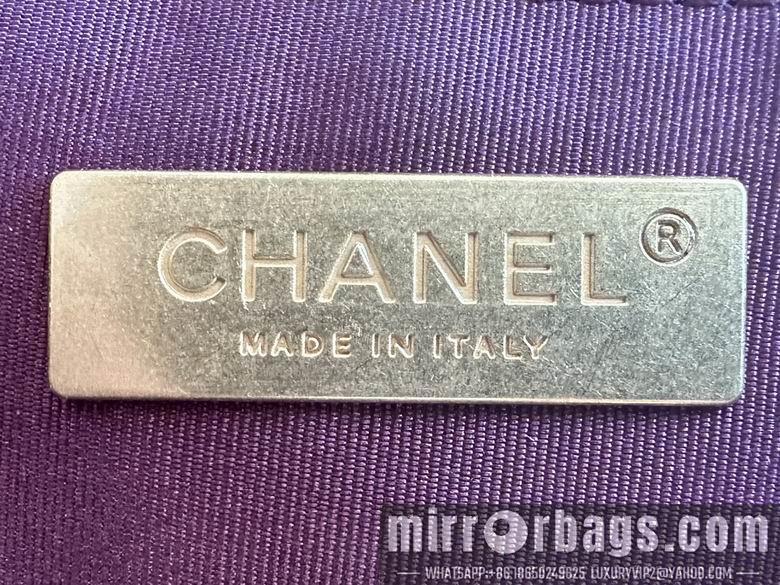 CHANEL®
MADE IN ITALY
mirrorbags.com
WHATSAPP:+86 18650249625 LUXURYVIP2@YAHOO.COM